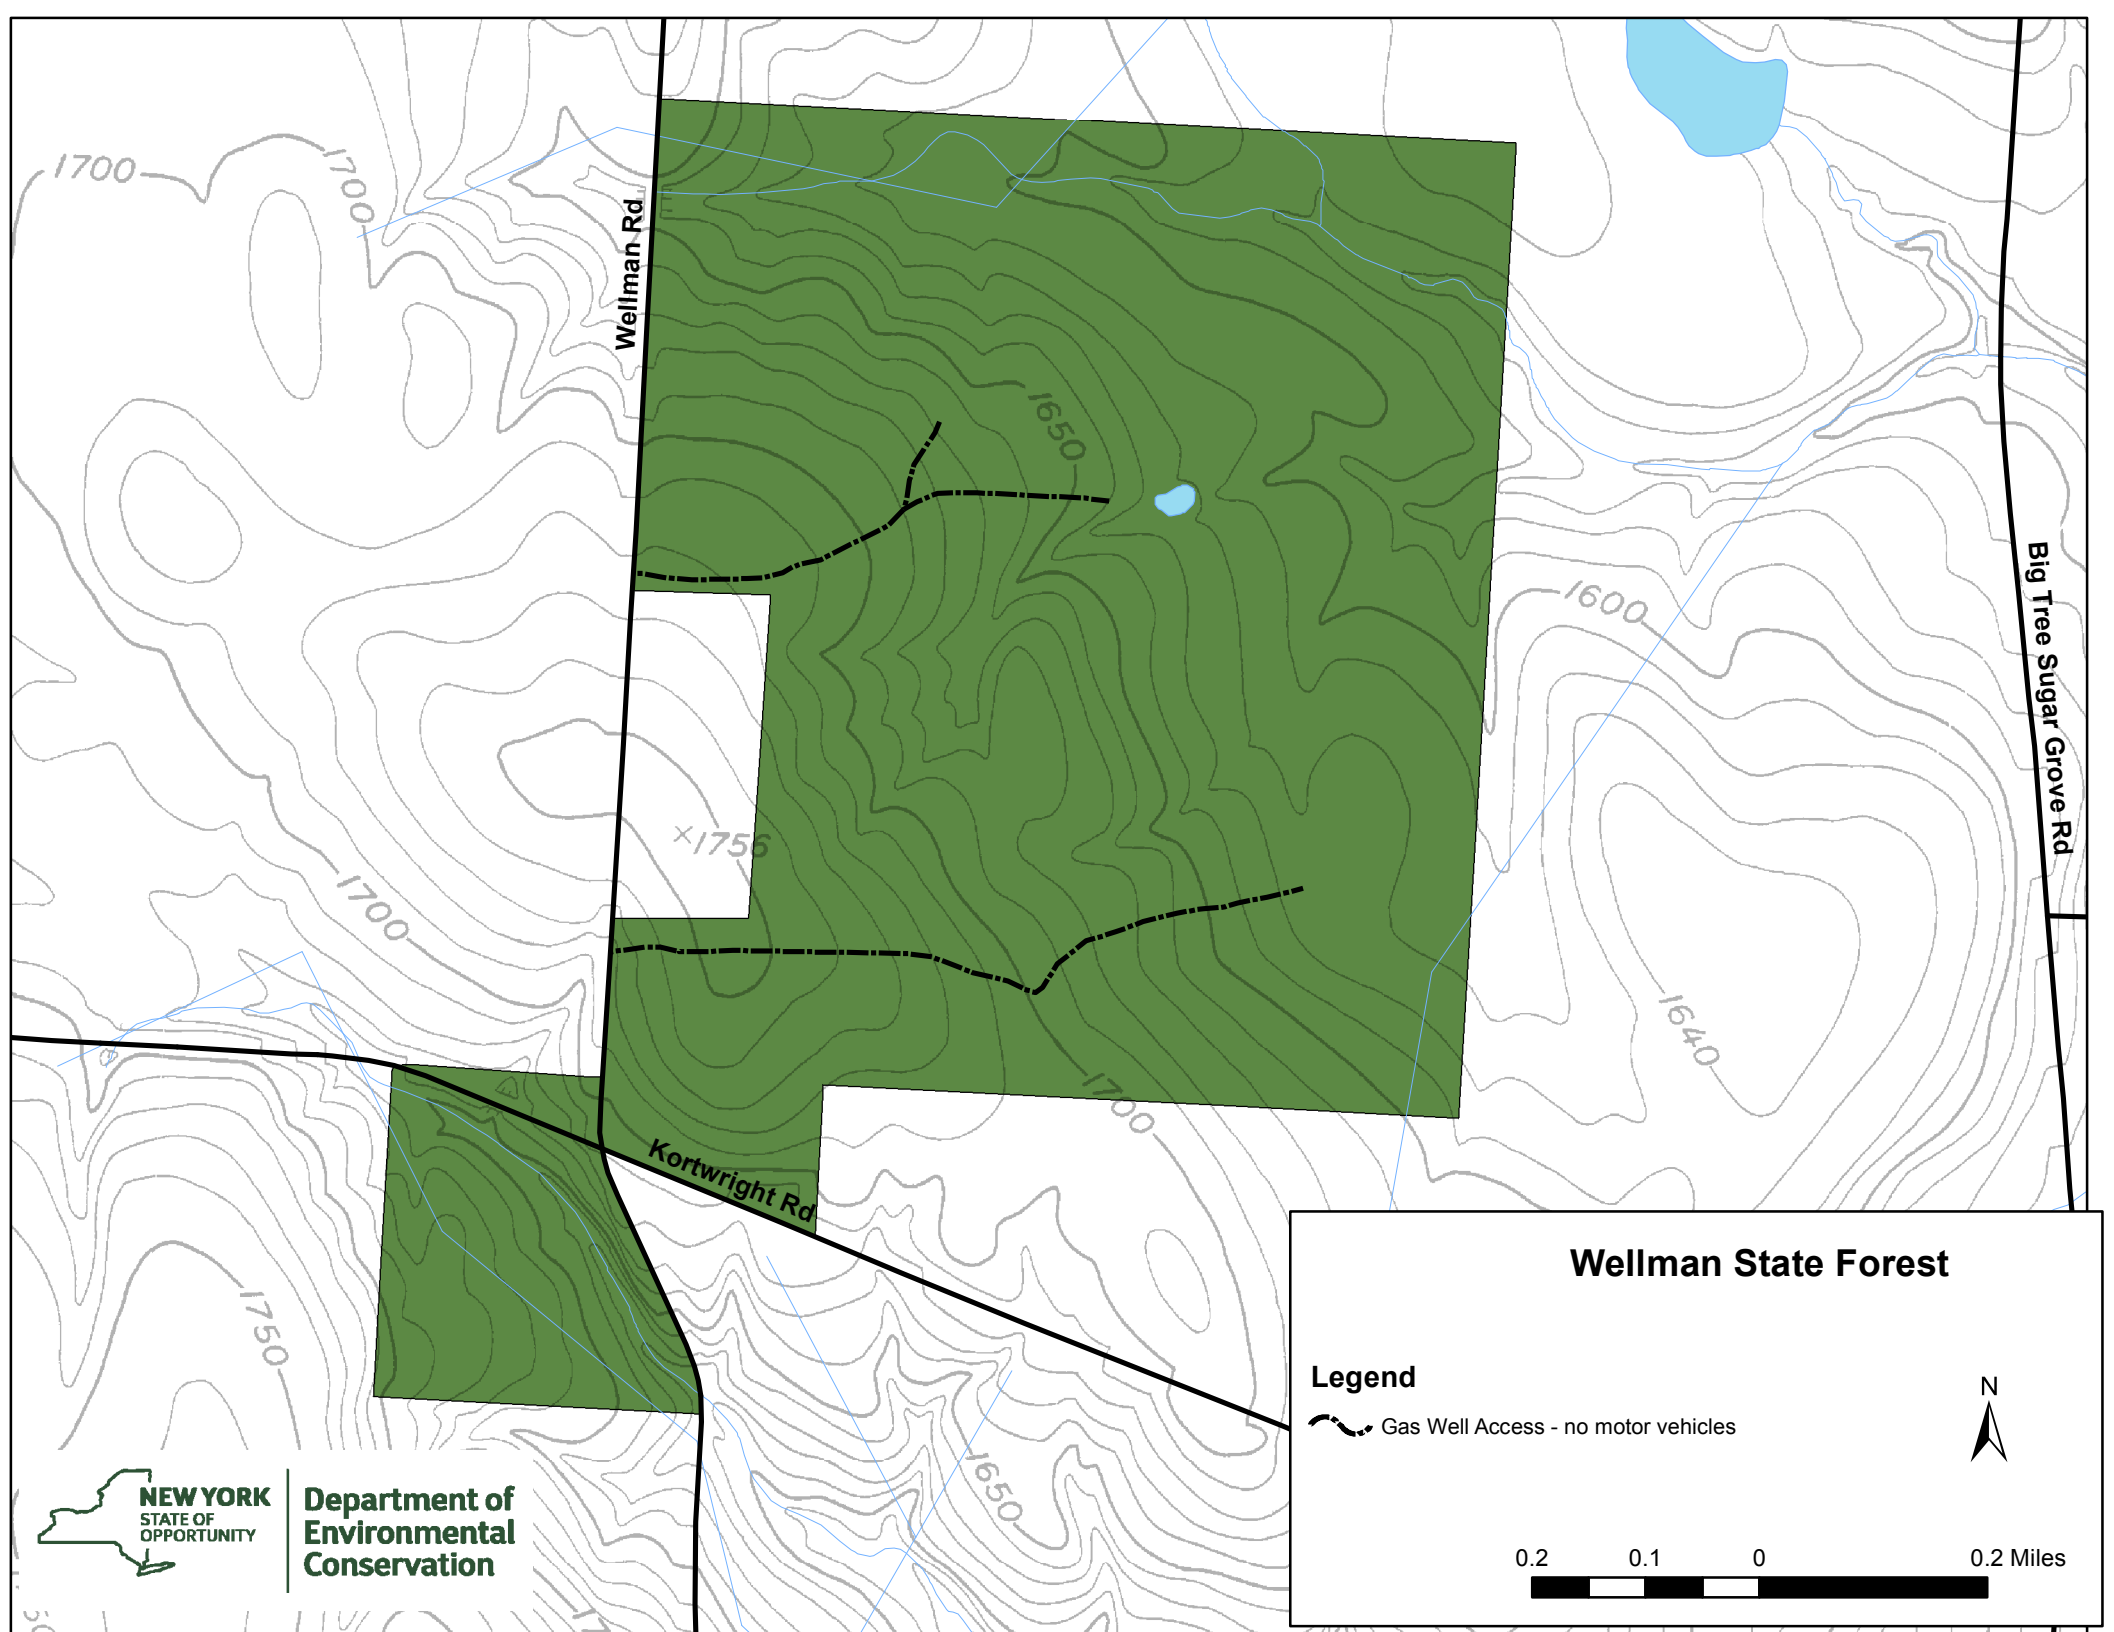 1700
1700
Wellman Rd
1650
1600
Big Tree Sugar Grove Rd
×1756
1700
1640
1700
Kortwright Rd
1750
1650
Wellman State Forest
Legend
Gas Well Access - no motor vehicles
N
0.2 0.1 0 0.2 Miles
NEW YORK
STATE OF
OPPORTUNITY
Department of
Environmental
Conservation